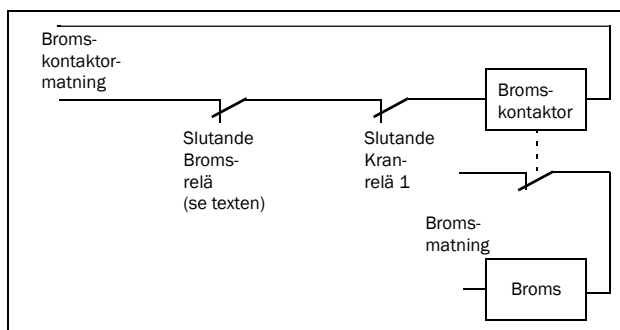 Broms-
kontaktor-
matning
Broms-
kontaktor
Slutande
Broms-
relä
(se texten)
Slutande
Kran-
relä 1
Broms-
matning
Broms